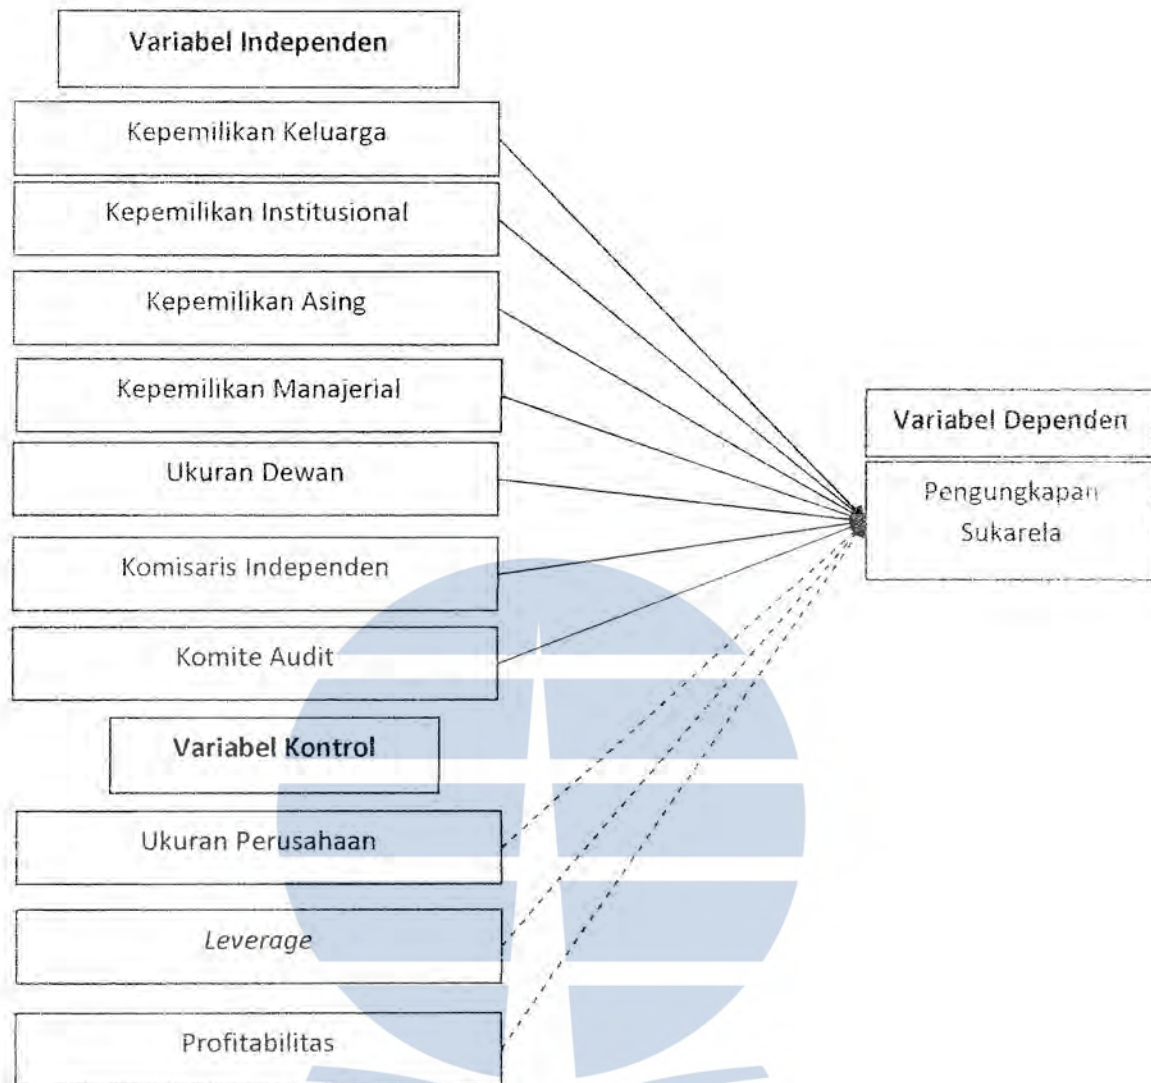 Variabel Independen
Kepemilikan Keluarga
Kepemilikan Institusional
Kepemilikan Asing
Kepemilikan Manajerial
Ukuran Dewan
Komisaris Independen
Komite Audit
Variabel Kontrol
Ukuran Perusahaan
Leverage
Profitabilitas
Variabel Dependen
Pengungkapan
Sukarela